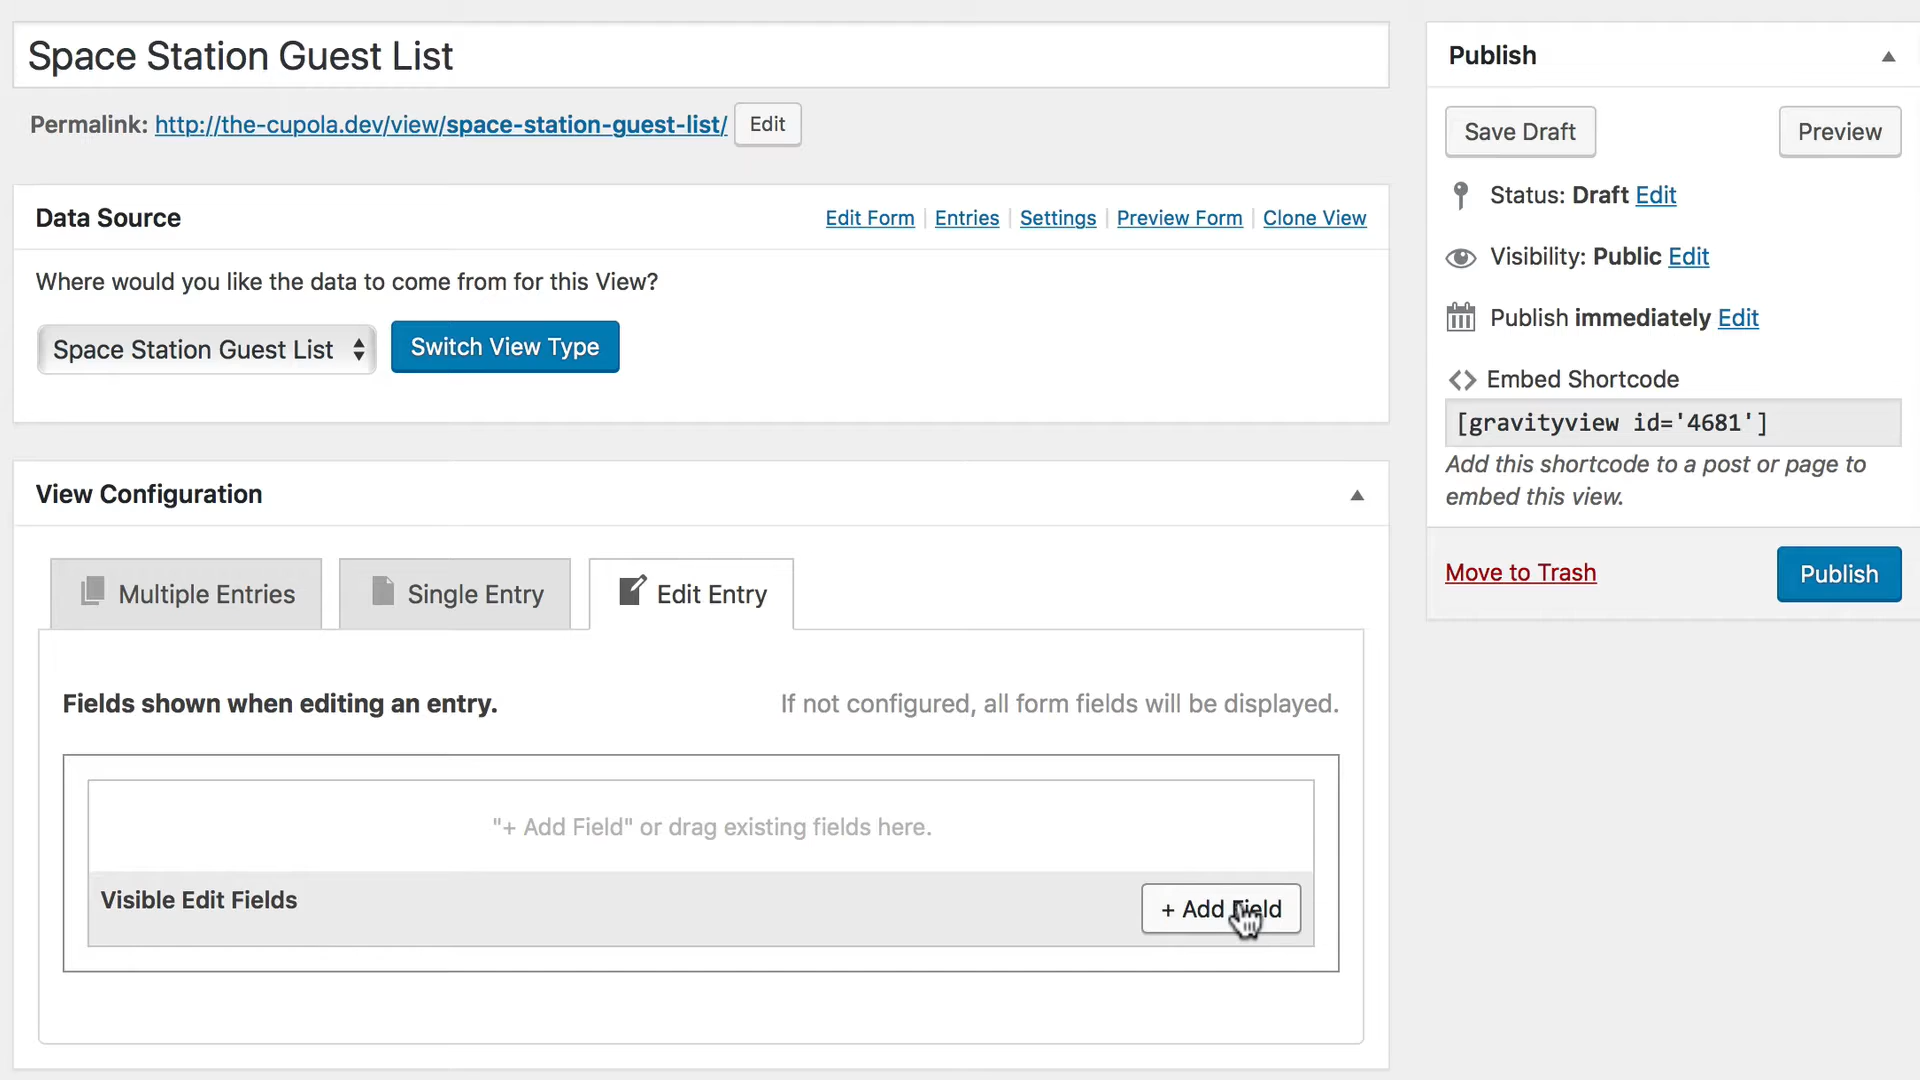 Space Station Guest List
Permalink: http://the-cupola.dev/view/space-station-guest-list/ Edit
Data Source
Edit Form | Entries | Settings | Preview Form | Clone View
Where would you like the data to come from for this View?
Space Station Guest List
Switch View Type
View Configuration
Multiple Entries
Single Entry
Edit Entry
Fields shown when editing an entry.
If not configured, all form fields will be displayed.
"+ Add Field" or drag existing fields here.
Visible Edit Fields
+ Add Field
Publish
Save Draft
Preview
Status: Draft Edit
Visibility: Public Edit
Publish immediately Edit
Embed Shortcode
[gravityview id='4681']
Add this shortcode to a post or page to
embed this view.
Move to Trash
Publish